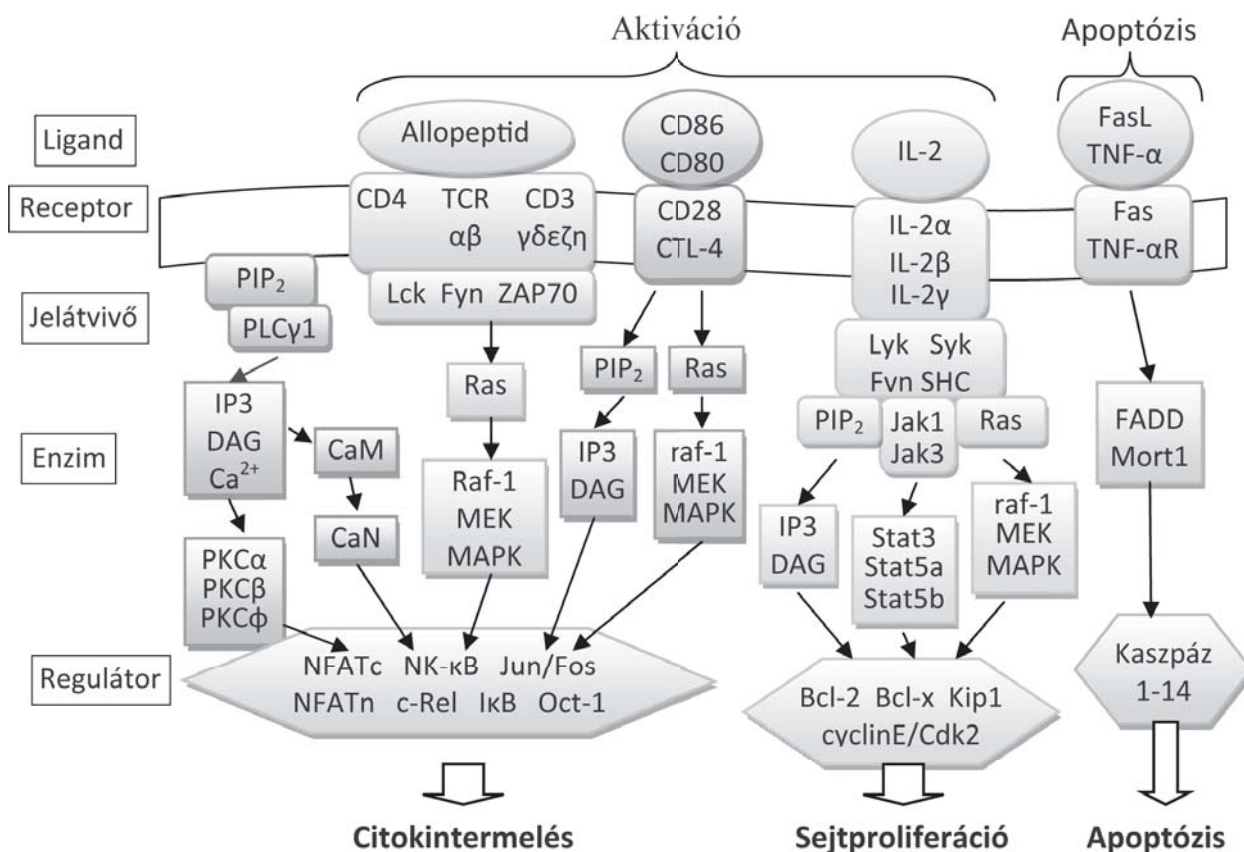 Aktiváció
Apoptózis
Ligand
Allopeptid
CD86
CD80
IL-2
FasL
TNF-α
Receptor
CD4 TCR CD3
αβ γδεζη
CD28
CTL-4
IL-2α
IL-2β
IL-2γ
Fas
TNF-αR
Jelátvivő
PIP₂
PLCγ1
Lck Fyn ZAP70
Ras
PIP₂
Ras
Lyk Syk
Fyn SHC
PIP₂
Jak1
Jak3
Ras
Enzim
IP3
DAG
Ca²⁺
CaM
CaN
PKCα
PKCβ
PKCϕ
Raf-1
MEK
MAPK
IP3
DAG
raf-1
MEK
MAPK
IP3
DAG
Stat3
Stat5a
Stat5b
raf-1
MEK
MAPK
FADD
Mort1
Regulátor
NFATc NK-κB Jun/Fos
NFATn c-Rel IκB Oct-1
Bcl-2 Bcl-x Kip1
cyclinE/Cdk2
Kaszpáz
1-14
Citokintermelés
Sejtproliferáció
Apoptózis